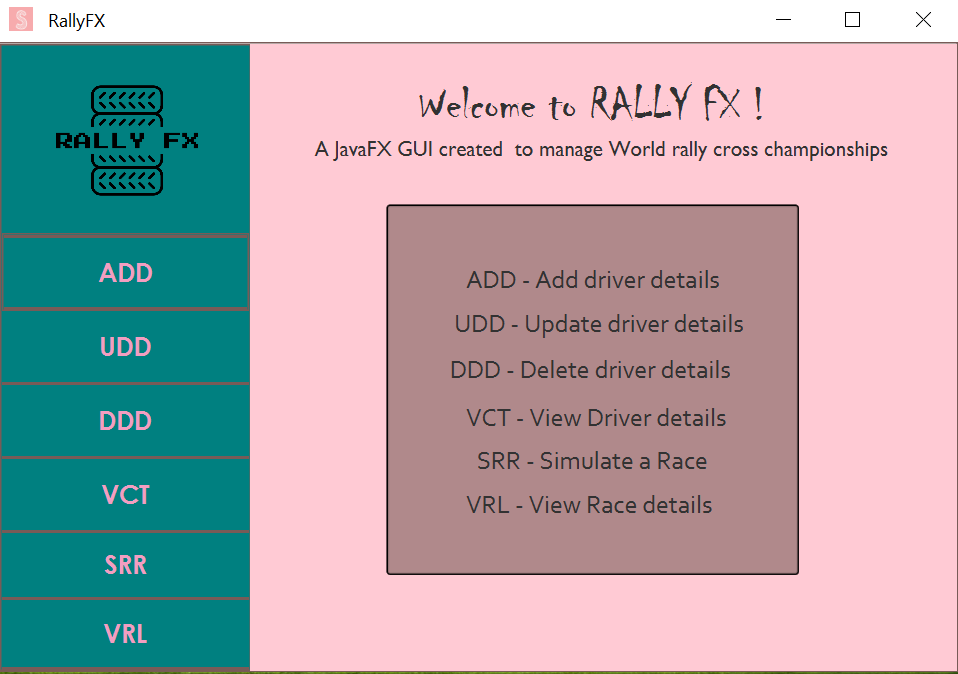 S
RallyFX
RALLY FX
ADD
UDD
DDD
VCT
SRR
VRL
Welcome to RALLY FX !
A JavaFX GUI created  to manage World rally cross championships
ADD - Add driver details
UDD - Update driver details
DDD - Delete driver details
VCT - View Driver details
SRR - Simulate a Race
VRL - View Race details